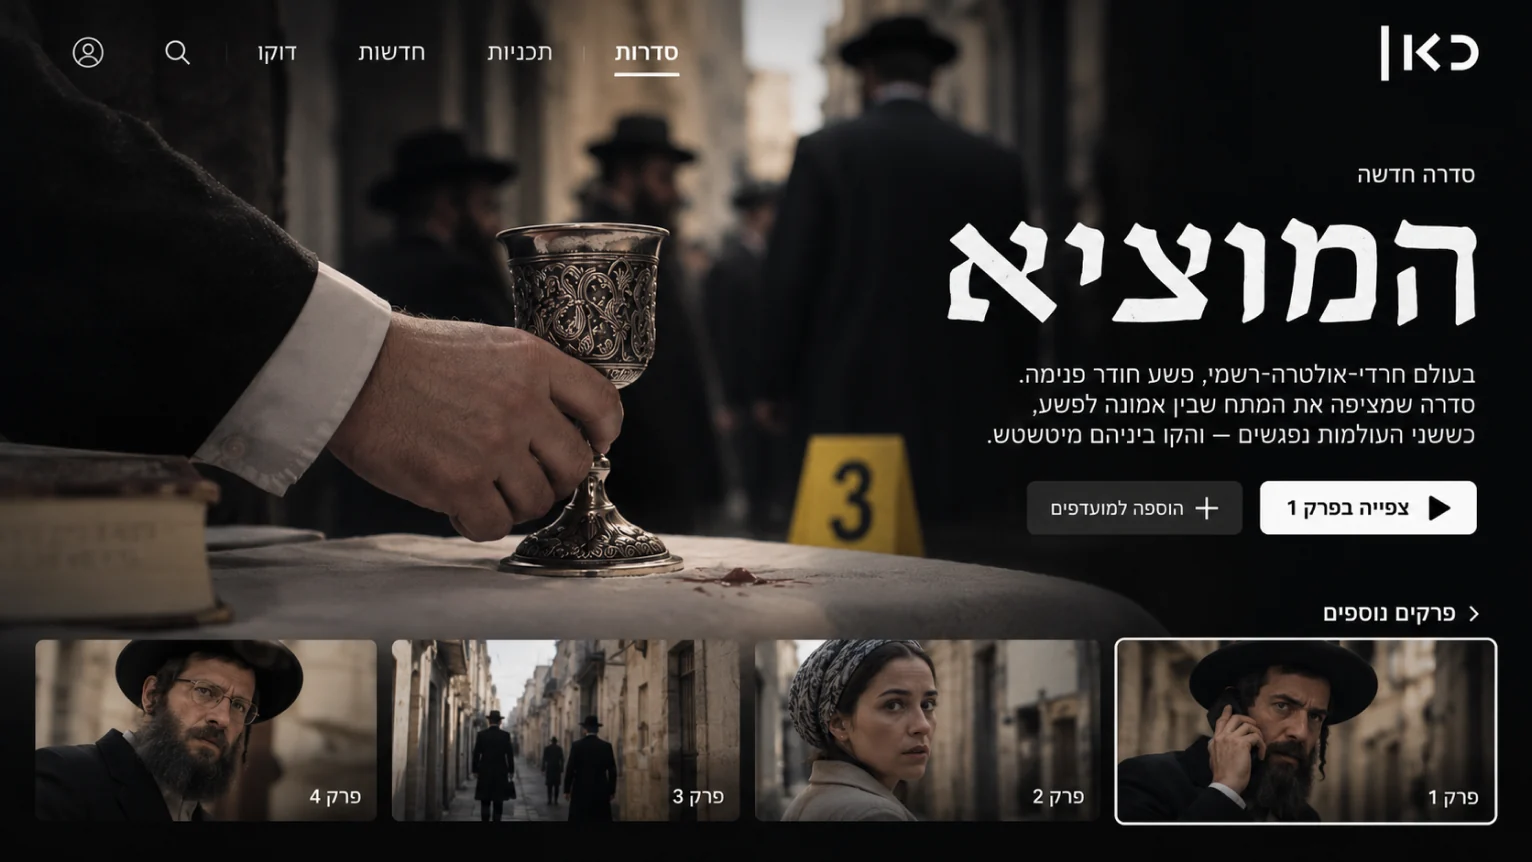 כאן
סדרות
תכניות
חדשות
דוקו
סדרה חדשה
המוציא
בעולם חרדי-אולטרה-רשמי, פשע חודר פנימה.
סדרה שמציפה את המתח שבין אמונה לפשע,
כששני העולמות נפגשים – והקו ביניהם מיטשטש.
צפייה בפרק 1
הוספה למועדפים
3
פרקים נוספים
פרק 1
פרק 2
פרק 3
פרק 4